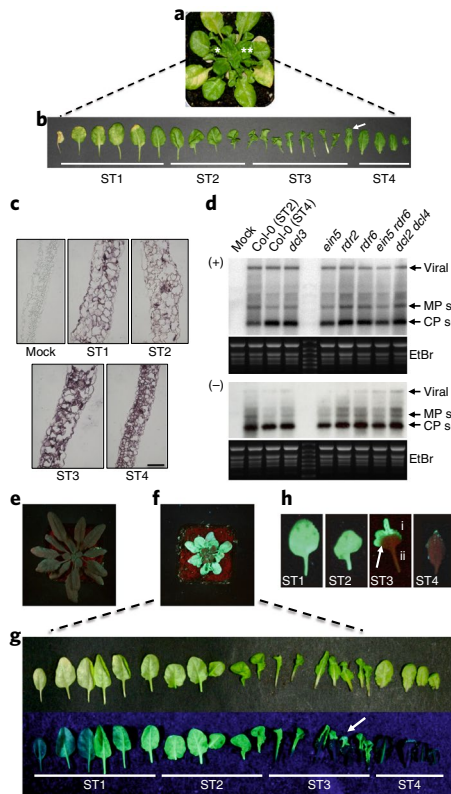 a
* **
b
ST1 ST2 ST3 ST4
c
Mock ST1 ST2
ST3 ST4
d
Mock
Col-0 (ST2)
Col-0 (ST4)
dcl3
ein5
rdr2
rdr6
ein5 rdr6
dcl2 dcl4
(+)
Viral
MP s
CP s
EtBr
(–)
Viral
MP s
CP s
EtBr
e
f
h
i
ii
ST1 ST2 ST3 ST4
g
ST1 ST2 ST3 ST4